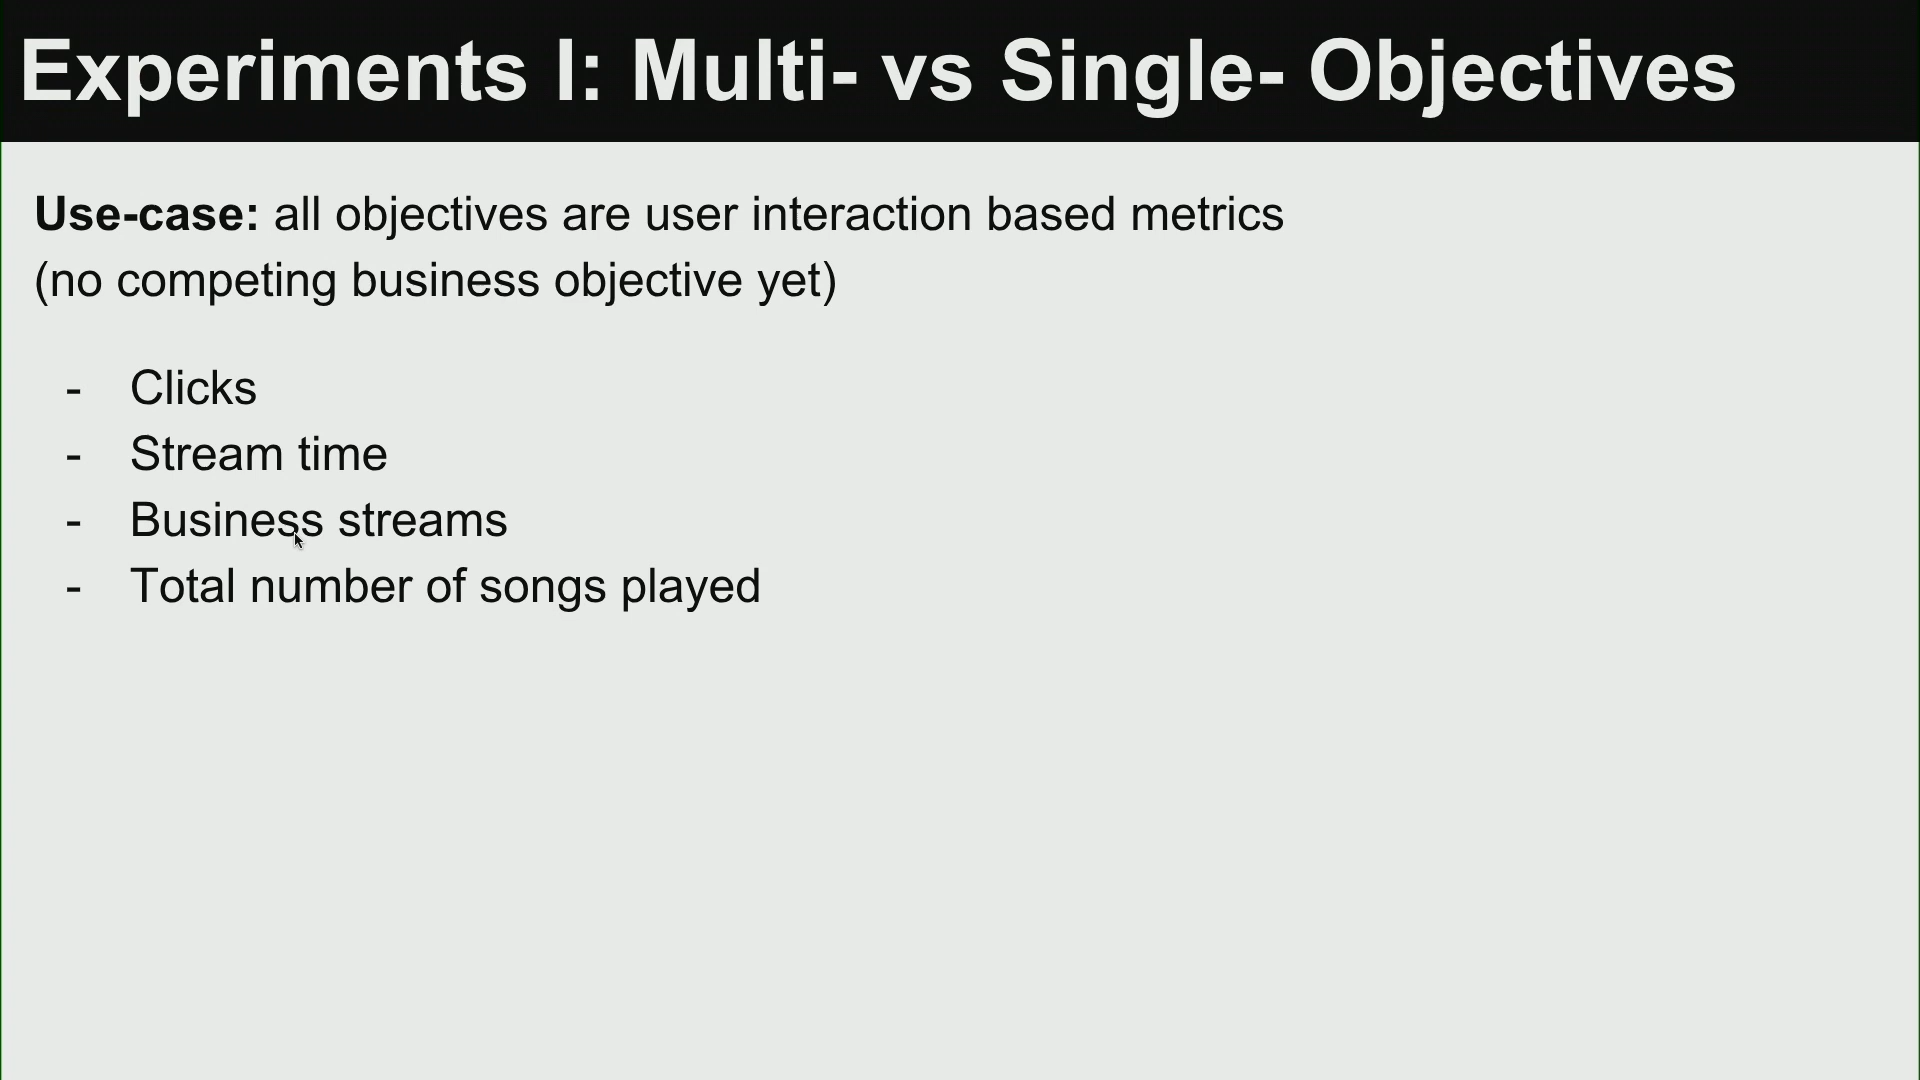 Experiments I: Multi- vs Single- Objectives
Use-case: all objectives are user interaction based metrics
(no competing business objective yet)
- Clicks
- Stream time
- Business streams
- Total number of songs played